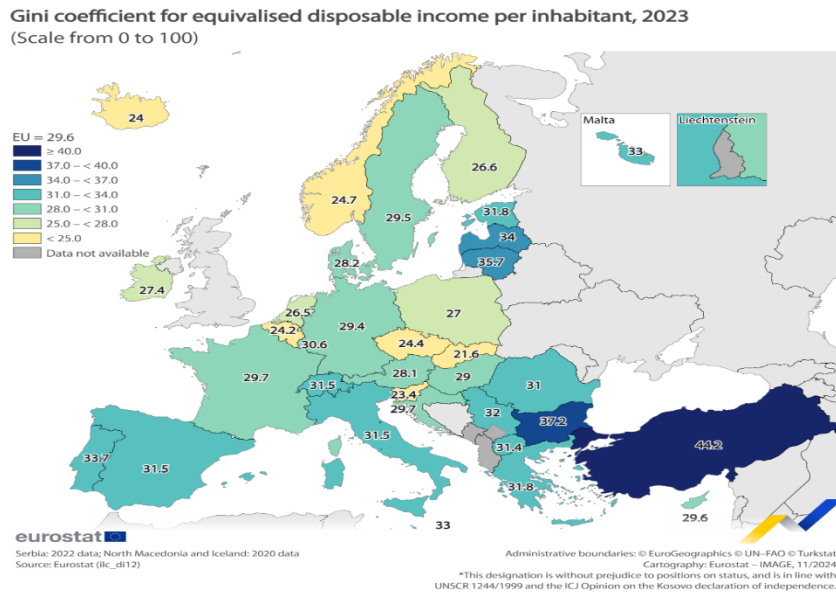 Gini coefficient for equivalised disposable income per inhabitant, 2023
(Scale from 0 to 100)
24
EU = 29.6
≥ 40.0
37.0 – < 40.0
34.0 – < 37.0
31.0 – < 34.0
28.0 – < 31.0
25.0 – < 28.0
< 25.0
Data not available
Malta
33
Liechtenstein
26.6
24.7
29.5
31.8
34
35.7
28.2
27.4
26.5
24.2
29.4
27
30.6
24.4
21.6
29.7
28.1
29
31.5
31
23.4
29.7
32
37.2
31.5
31.4
44.2
33.7
31.5
31.8
29.6
33
eurostat
Serbia: 2022 data; North Macedonia and Iceland: 2020 data
Source: Eurostat (ilc_di12)
Administrative boundaries: © EuroGeographics © UN–FAO © Turkstat
Cartography: Eurostat – IMAGE, 11/2024
*This designation is without prejudice to positions on status, and is in line with
UNSCR 1244/1999 and the ICJ Opinion on the Kosovo declaration of independence.